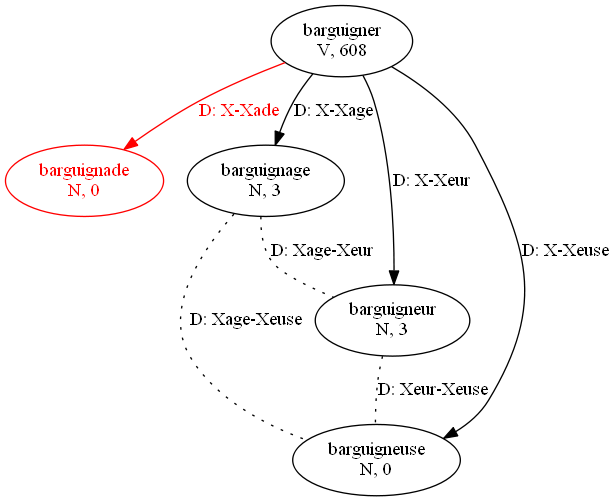 barguigner
V, 608
D: X-Xade
D: X-Xage
barguignade
N, 0
barguignage
N, 3
D: X-Xeur
D: Xage-Xeur
D: X-Xeuse
D: Xage-Xeuse
barguigneur
N, 3
D: Xeur-Xeuse
barguigneuse
N, 0